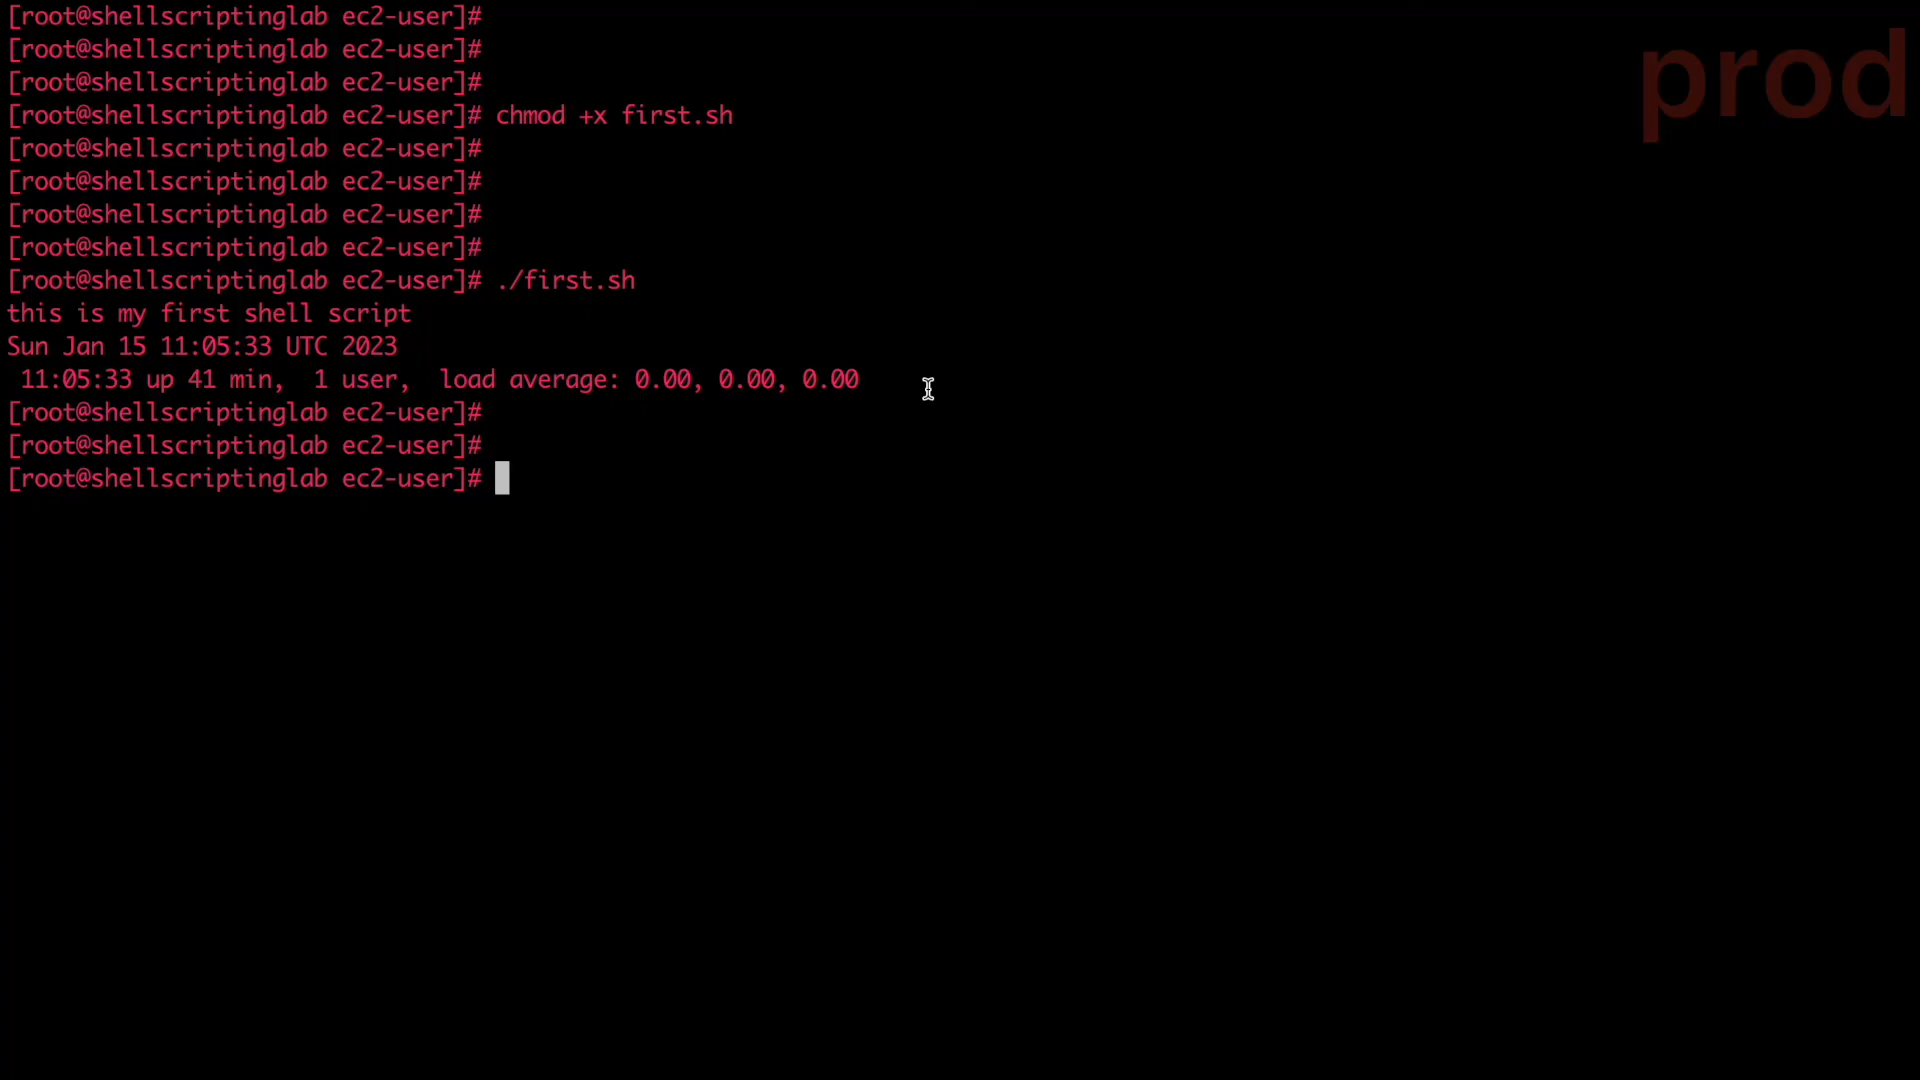 [root@shellscriptinglab ec2-user]#
[root@shellscriptinglab ec2-user]#
[root@shellscriptinglab ec2-user]#
[root@shellscriptinglab ec2-user]# chmod +x first.sh
[root@shellscriptinglab ec2-user]#
[root@shellscriptinglab ec2-user]#
[root@shellscriptinglab ec2-user]#
[root@shellscriptinglab ec2-user]#
[root@shellscriptinglab ec2-user]# ./first.sh
this is my first shell script
Sun Jan 15 11:05:33 UTC 2023
 11:05:33 up 41 min,  1 user,  load average: 0.00, 0.00, 0.00
[root@shellscriptinglab ec2-user]#
[root@shellscriptinglab ec2-user]#
[root@shellscriptinglab ec2-user]#
prod